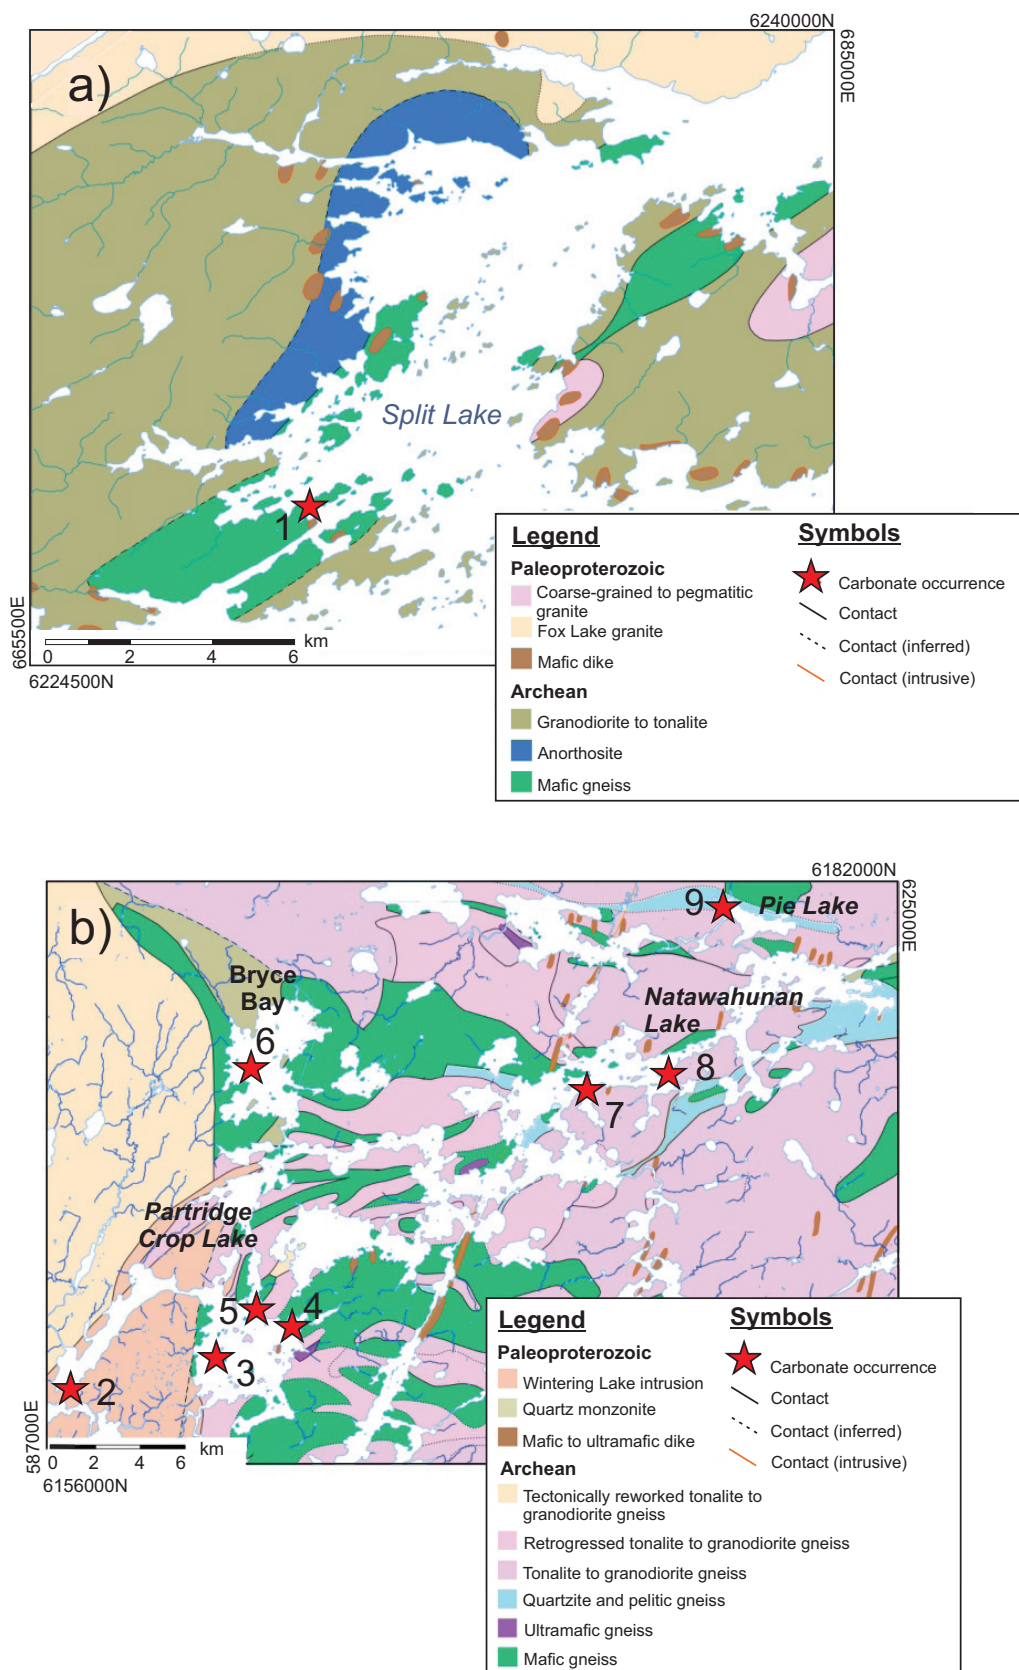 6240000N
685000E
a)
Split Lake
1
665500E
km
0 2 4 6
6224500N
Legend
Paleoproterozoic
Coarse-grained to pegmatitic
granite
Fox Lake granite
Mafic dike
Archean
Granodiorite to tonalite
Anorthosite
Mafic gneiss
Symbols
Carbonate occurrence
Contact
Contact (inferred)
Contact (intrusive)
6182000N
625000E
b)
9
Pie Lake
Bryce
Bay
Natawahunan
Lake
6
8
7
Partridge
Crop Lake
5
4
3
2
587000E
km
0 2 4 6
6156000N
Legend
Paleoproterozoic
Wintering Lake intrusion
Quartz monzonite
Mafic to ultramafic dike
Archean
Tectonically reworked tonalite to
granodiorite gneiss
Retrogressed tonalite to granodiorite gneiss
Tonalite to granodiorite gneiss
Quartzite and pelitic gneiss
Ultramafic gneiss
Mafic gneiss
Symbols
Carbonate occurrence
Contact
Contact (inferred)
Contact (intrusive)